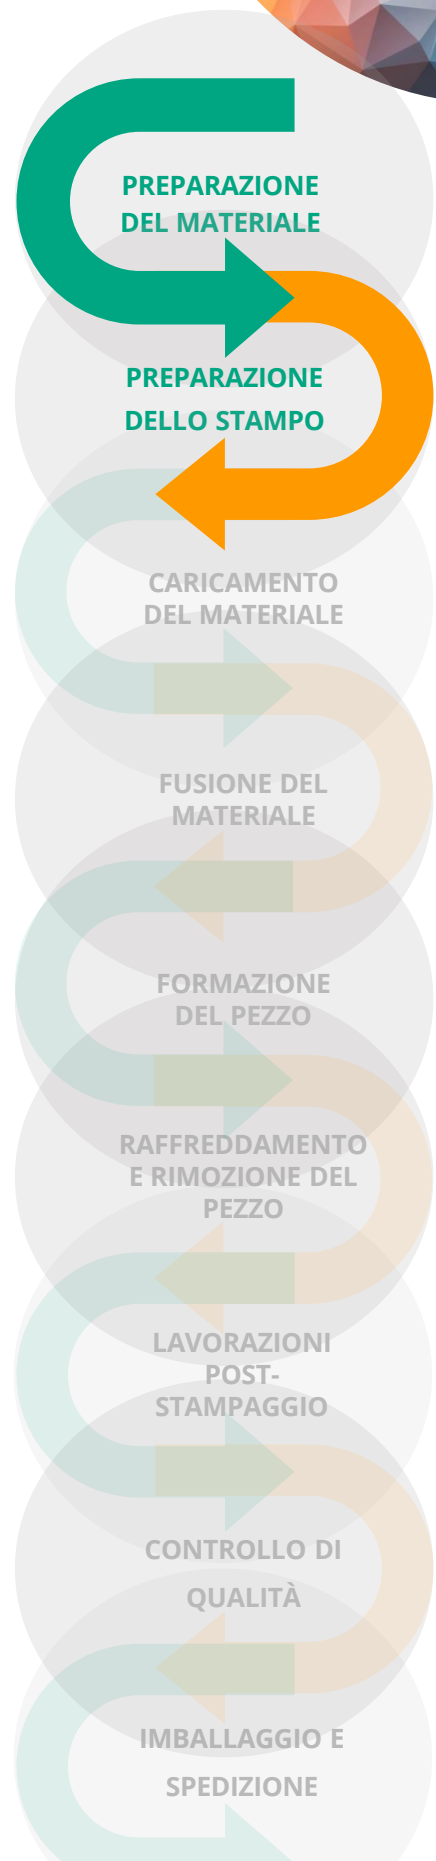 PREPARAZIONE
DEL MATERIALE
PREPARAZIONE
DELLO STAMPO
CARICAMENTO
DEL MATERIALE
FUSIONE DEL
MATERIALE
FORMAZIONE
DEL PEZZO
RAFFREDDAMENTO
E RIMOZIONE DEL
PEZZO
LAVORAZIONI
POST-
STAMPAGGIO
CONTROLLO DI
QUALITÀ
IMBALLAGGIO E
SPEDIZIONE